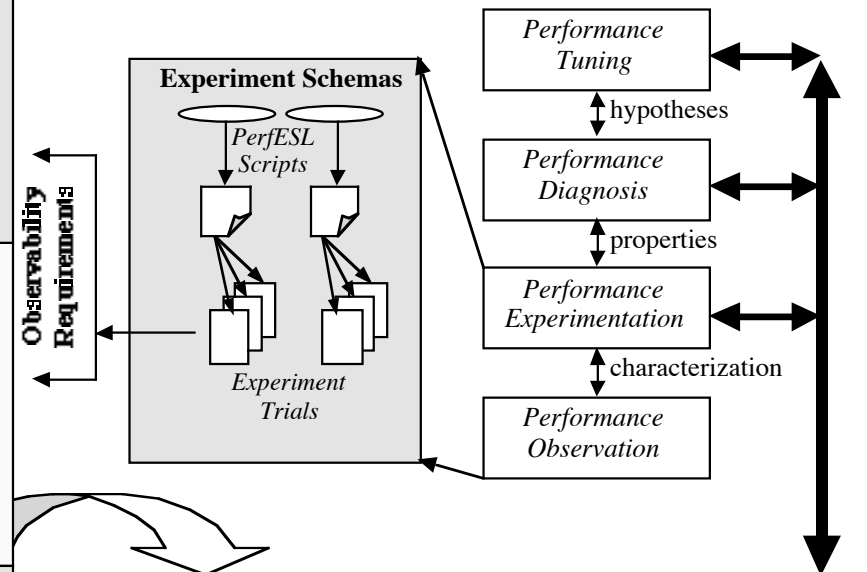 Observability
Requirements
Experiment Schemas
PerfESL
Scripts
Experiment
Trials
Performance
Tuning
hypotheses
Performance
Diagnosis
properties
Performance
Experimentation
characterization
Performance
Observation